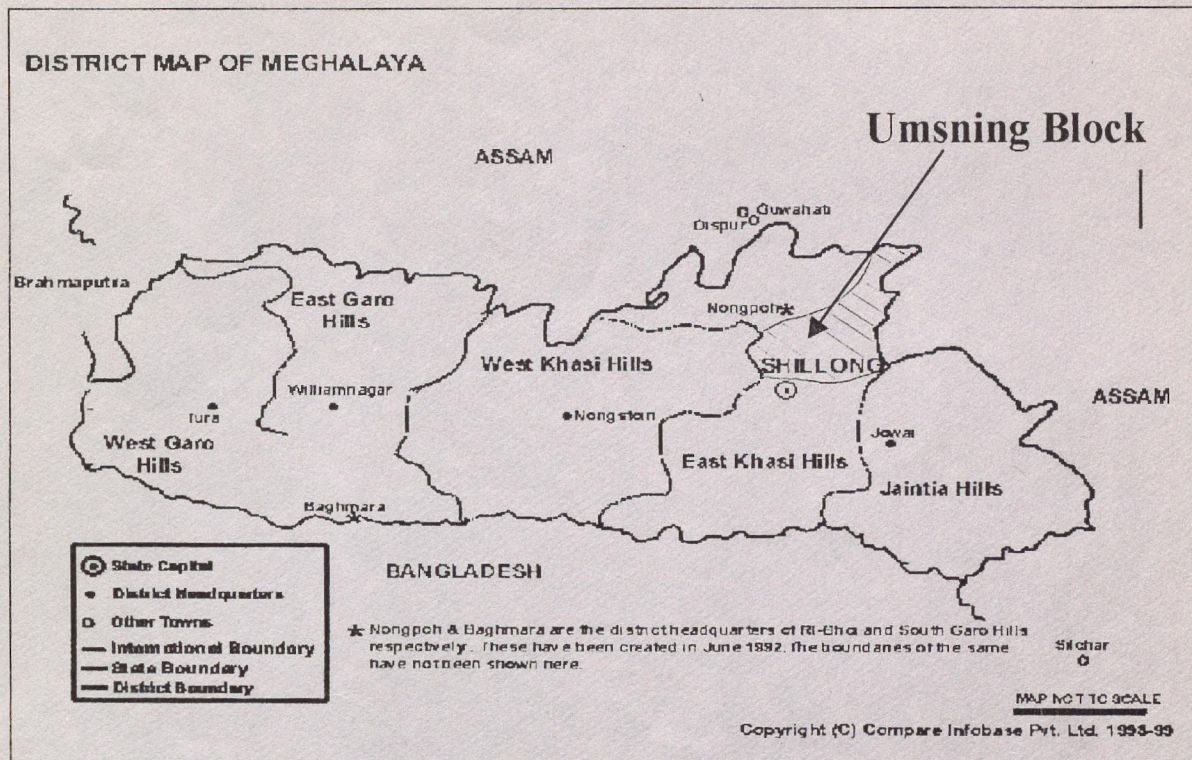 DISTRICT MAP OF MEGHALAYA
Umsning Block
ASSAM
Guwahati
Dispur
Brahmaputra
East Garo
Hills
Nongpoh*
West Khasi Hills
SHILLONG
ASSAM
Williamnagar
Tura
Nongstoin
Jowai
West Garo
Hills
East Khasi Hills
Jaintia Hills
Baghmara
*
BANGLADESH
State Capital
District Headquarters
Other Towns
International Boundary
State Boundary
District Boundary
* Nongpoh & Baghmara are the district headquarters of Ri-Bhoi and South Garo Hills
respectively. These have been created in June 1992. The boundaries of the same
have not been shown here.
Silchar
MAP NOT TO SCALE
Copyright (C) Compare Infobase Pvt. Ltd. 1998-99